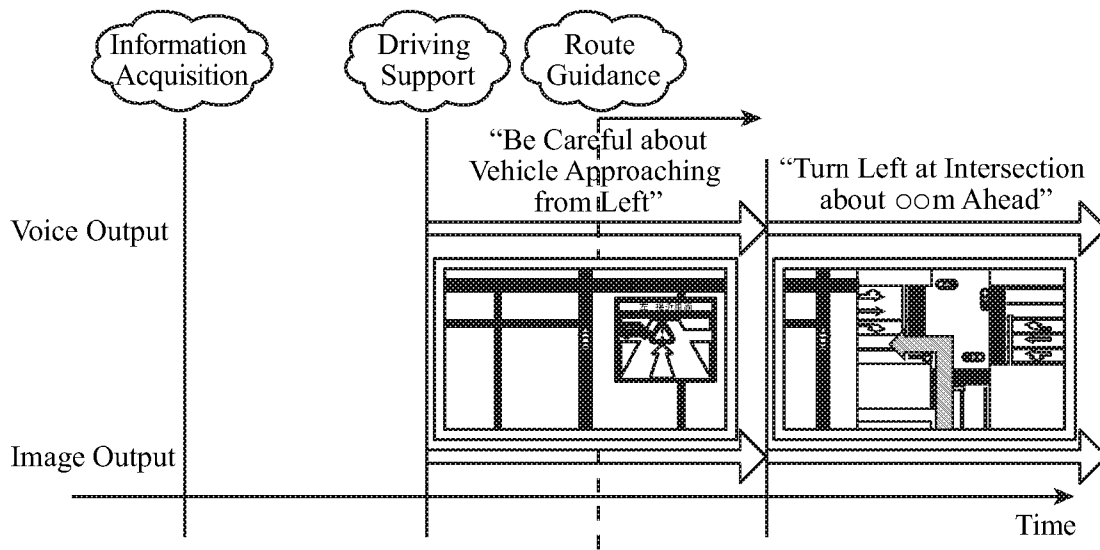 Information
Acquisition
Driving
Support
Route
Guidance
“Be Careful about
Vehicle Approaching
from Left”
“Turn Left at Intersection
about ○○m Ahead”
Voice Output
Image Output
Time